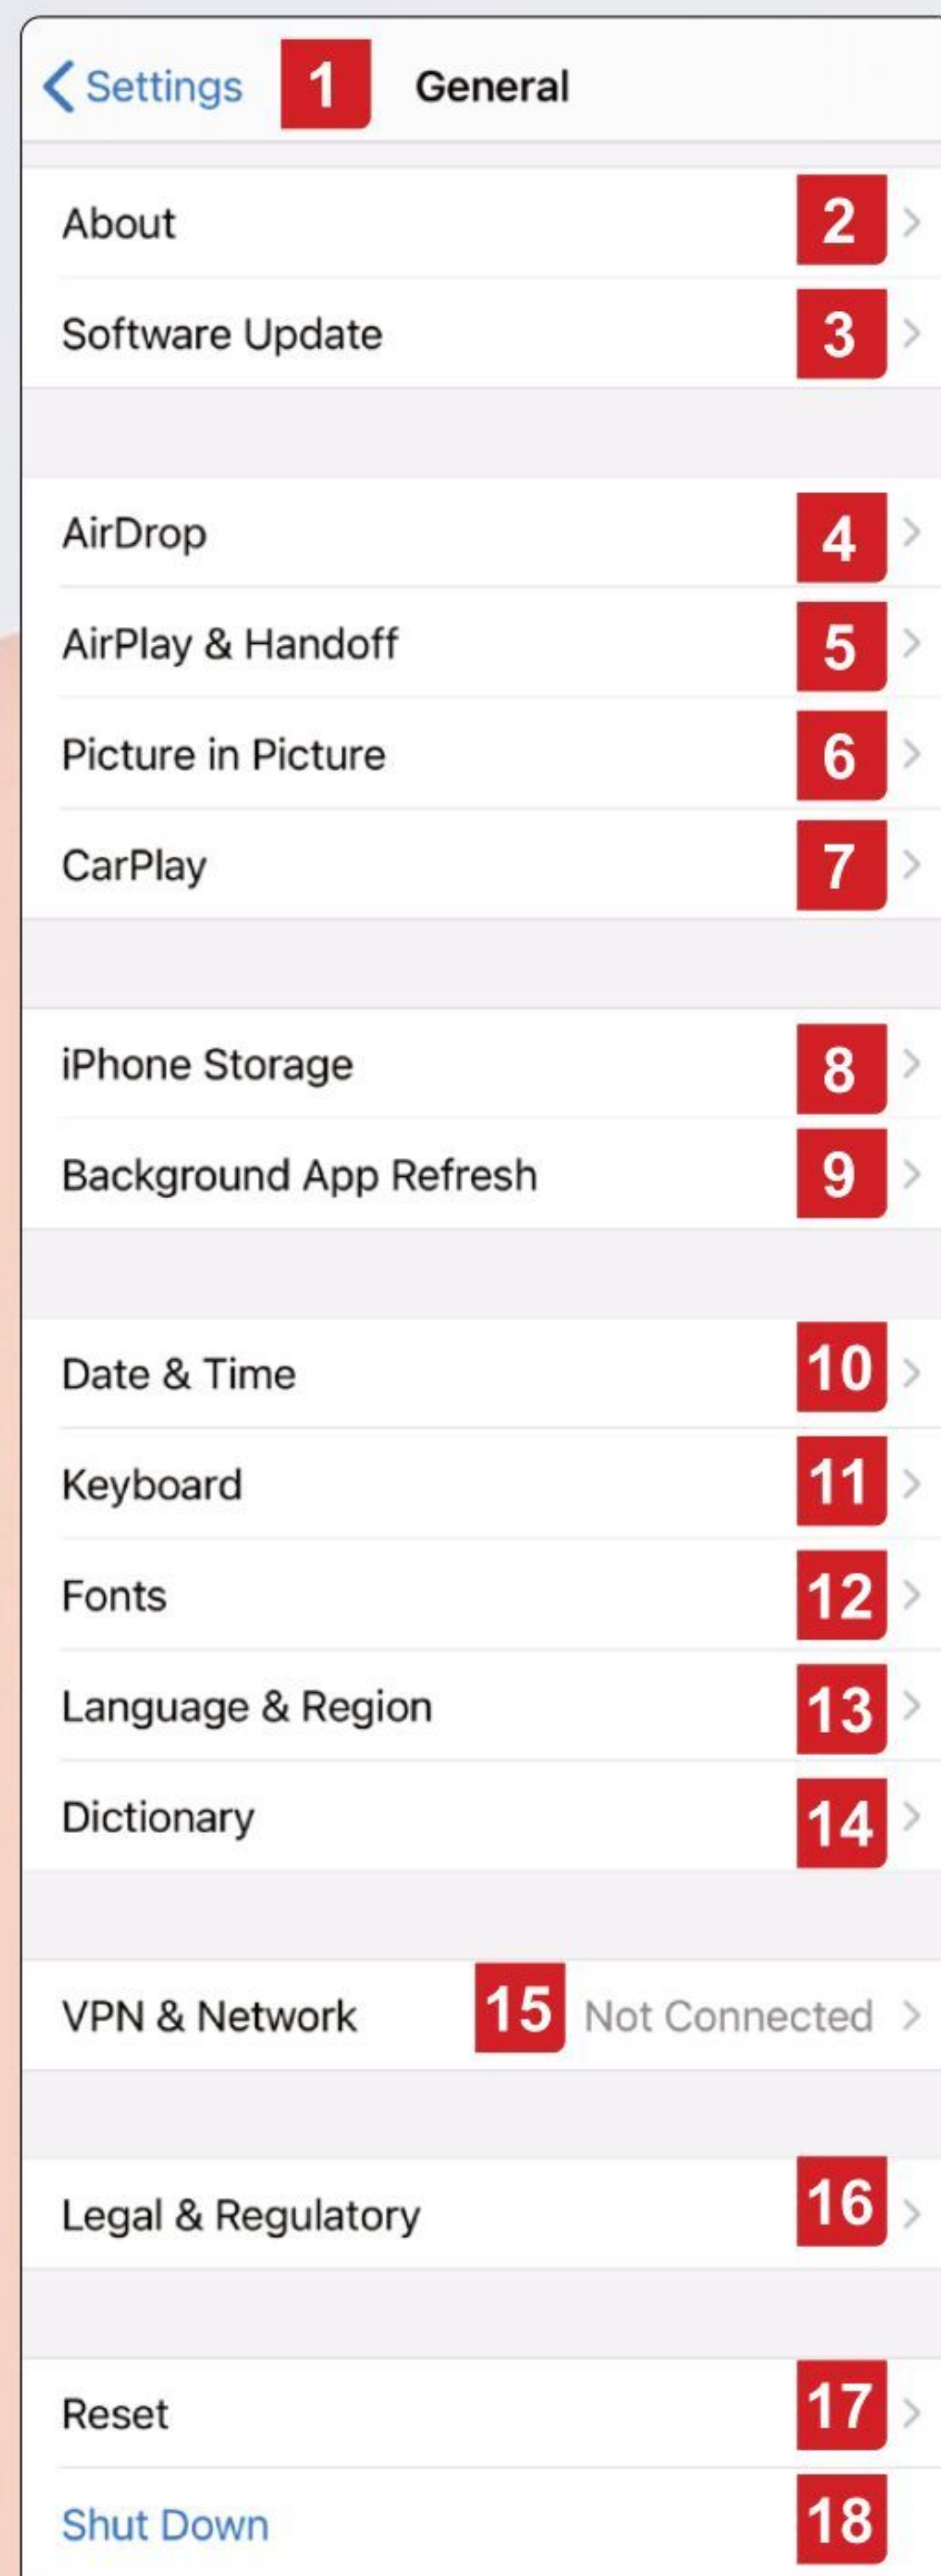 Settings 1 General
About 2
Software Update 3
AirDrop 4
AirPlay & Handoff 5
Picture in Picture 6
CarPlay 7
iPhone Storage 8
Background App Refresh 9
Date & Time 10
Keyboard 11
Fonts 12
Language & Region 13
Dictionary 14
VPN & Network 15 Not Connected
Legal & Regulatory 16
Reset 17
Shut Down 18